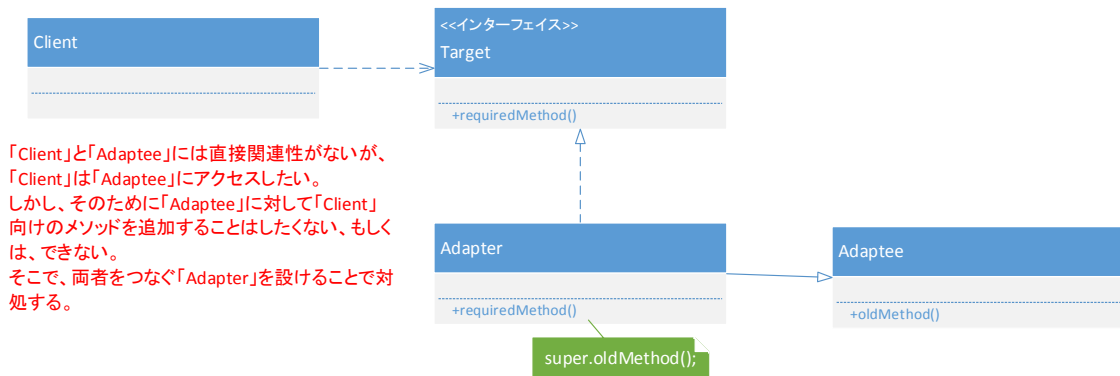 Client
<<インターフェイス>>
Target
+requiredMethod()
「Client」と「Adaptee」には直接関連性がないが、
「Client」は「Adaptee」にアクセスしたい。
しかし、そのために「Adaptee」に対して「Client」
向けのメソッドを追加することはしたくない、もしく
は、できない。
そこで、両者をつなぐ「Adapter」を設けることで対
処する。
Adapter
+requiredMethod()
Adaptee
+oldMethod()
super.oldMethod();